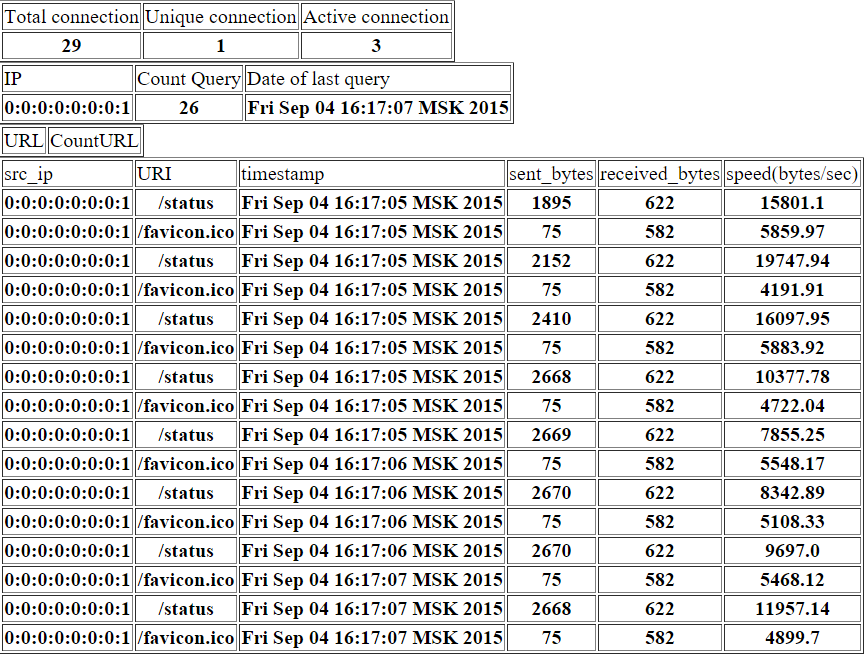 Total connection Unique connection Active connection
29 1 3
IP Count Query Date of last query
0:0:0:0:0:0:0:1 26 Fri Sep 04 16:17:07 MSK 2015
URL CountURL
src_ip URI timestamp sent_bytes received_bytes speed(bytes/sec)
0:0:0:0:0:0:0:1 /status Fri Sep 04 16:17:05 MSK 2015 1895 622 15801.1
0:0:0:0:0:0:0:1 /favicon.ico Fri Sep 04 16:17:05 MSK 2015 75 582 5859.97
0:0:0:0:0:0:0:1 /status Fri Sep 04 16:17:05 MSK 2015 2152 622 19747.94
0:0:0:0:0:0:0:1 /favicon.ico Fri Sep 04 16:17:05 MSK 2015 75 582 4191.91
0:0:0:0:0:0:0:1 /status Fri Sep 04 16:17:05 MSK 2015 2410 622 16097.95
0:0:0:0:0:0:0:1 /favicon.ico Fri Sep 04 16:17:05 MSK 2015 75 582 5883.92
0:0:0:0:0:0:0:1 /status Fri Sep 04 16:17:05 MSK 2015 2668 622 10377.78
0:0:0:0:0:0:0:1 /favicon.ico Fri Sep 04 16:17:05 MSK 2015 75 582 4722.04
0:0:0:0:0:0:0:1 /status Fri Sep 04 16:17:05 MSK 2015 2669 622 7855.25
0:0:0:0:0:0:0:1 /favicon.ico Fri Sep 04 16:17:06 MSK 2015 75 582 5548.17
0:0:0:0:0:0:0:1 /status Fri Sep 04 16:17:06 MSK 2015 2670 622 8342.89
0:0:0:0:0:0:0:1 /favicon.ico Fri Sep 04 16:17:06 MSK 2015 75 582 5108.33
0:0:0:0:0:0:0:1 /status Fri Sep 04 16:17:06 MSK 2015 2670 622 9697.0
0:0:0:0:0:0:0:1 /favicon.ico Fri Sep 04 16:17:07 MSK 2015 75 582 5468.12
0:0:0:0:0:0:0:1 /status Fri Sep 04 16:17:07 MSK 2015 2668 622 11957.14
0:0:0:0:0:0:0:1 /favicon.ico Fri Sep 04 16:17:07 MSK 2015 75 582 4899.7